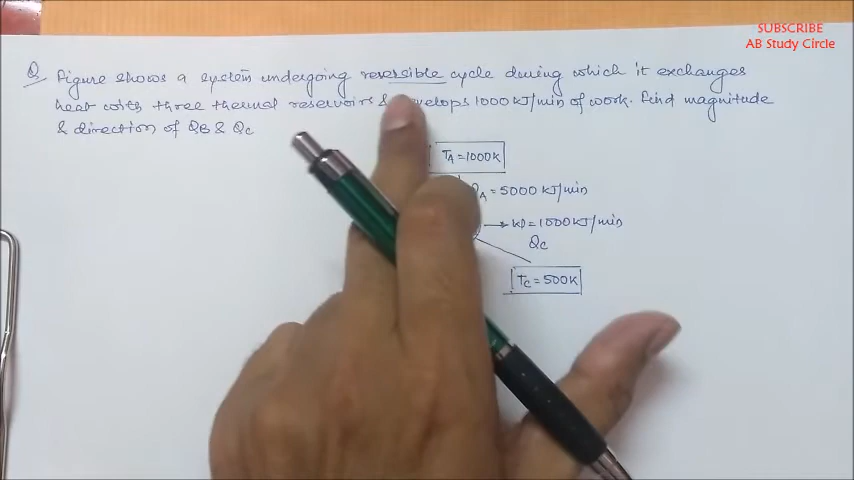 SUBSCRIBE
AB Study Circle
Q Figure shows a system undergoing reversible cycle during which it exchanges
heat with three thermal reservoirs & develops 1000 KJ/min of work. Find magnitude
& direction of QB & QC
TA = 1000K
QA = 5000 KJ/min
W = 1000 KJ/min
QC
TC = 500K